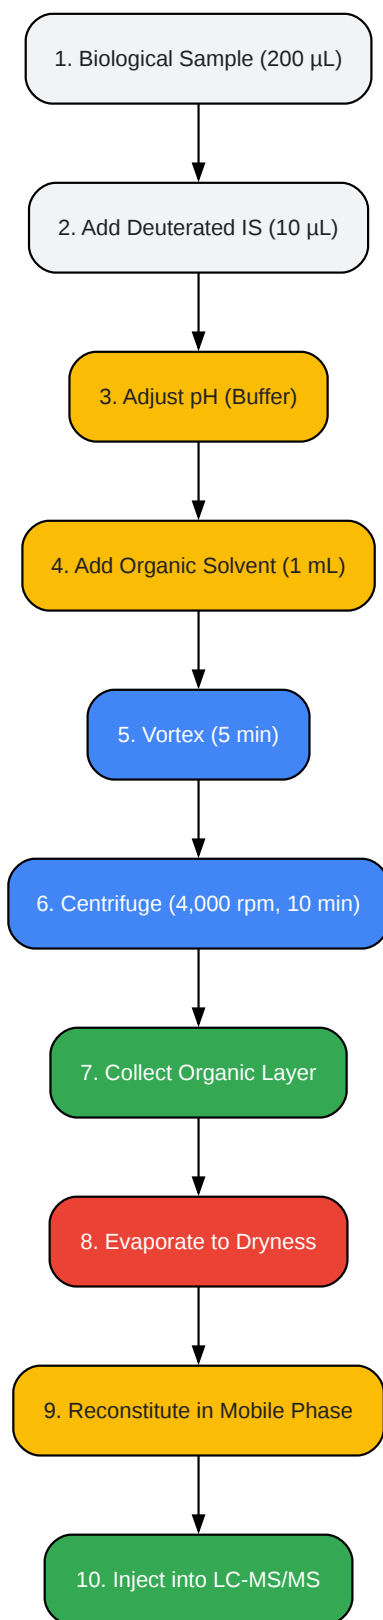 1. Biological Sample (200 µL)
2. Add Deuterated IS (10 µL)
3. Adjust pH (Buffer)
4. Add Organic Solvent (1 mL)
5. Vortex (5 min)
6. Centrifuge (4,000 rpm, 10 min)
7. Collect Organic Layer
8. Evaporate to Dryness
9. Reconstitute in Mobile Phase
10. Inject into LC-MS/MS